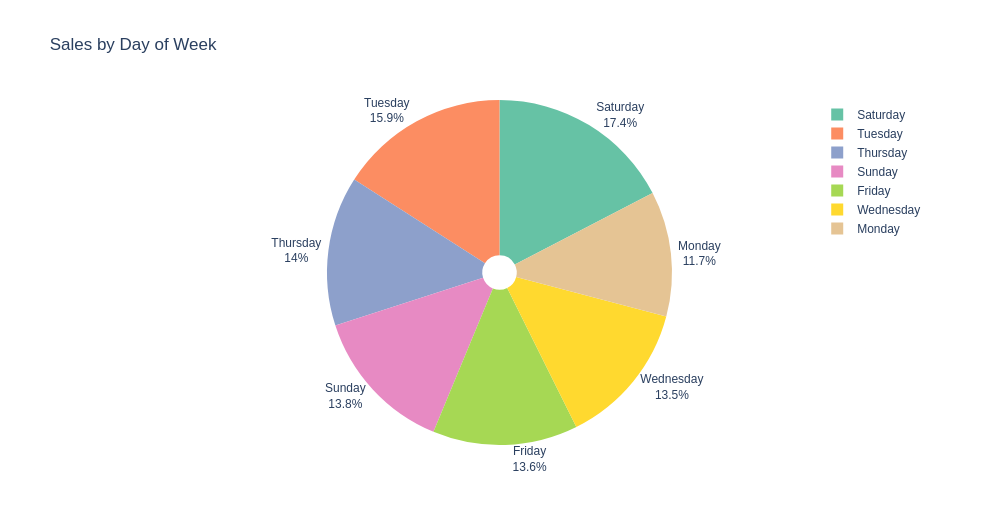 Sales by Day of Week
Tuesday
15.9%
Saturday
17.4%
Thursday
14%
Monday
11.7%
Sunday
13.8%
Wednesday
13.5%
Friday
13.6%
Saturday
Tuesday
Thursday
Sunday
Friday
Wednesday
Monday